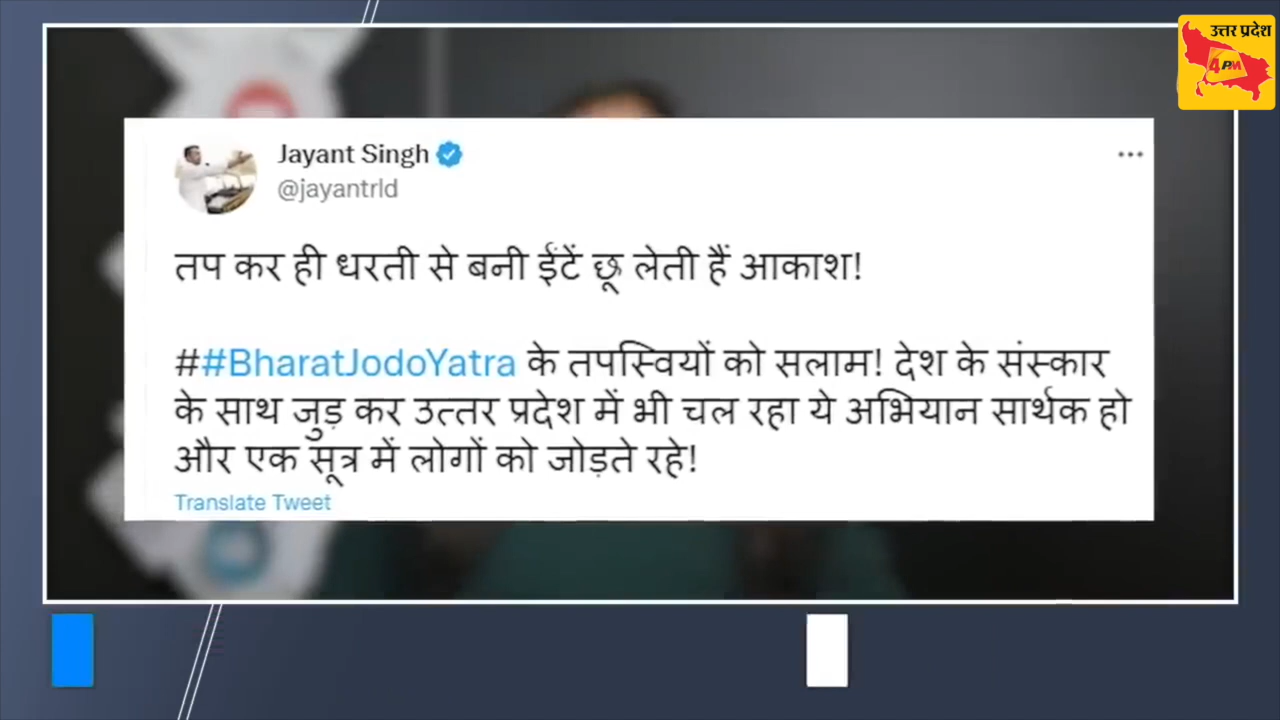 उत्तर प्रदेश
4PM
Jayant Singh
@jayantrld
तप कर ही धरती से बनी ईंटें छू लेती हैं आकाश!
##BharatJodoYatra के तपस्वियों को सलाम! देश के संस्कार
के साथ जुड़ कर उत्तर प्रदेश में भी चल रहा ये अभियान सार्थक हो
और एक सूत्र में लोगों को जोड़ते रहे!
Translate Tweet